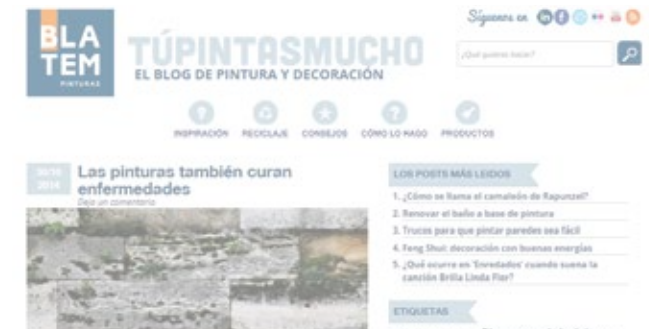 BLA
TEM
PINTURAS
TÚPINTASMUCHO
EL BLOG DE PINTURA Y DECORACIÓN
Síguenos en
¿Qué quieres hacer?
INSPIRACIÓN RECICLAJE CONSEJOS CÓMO LO HAGO PRODUCTOS
2014
Las pinturas también curan
enfermedades
Deja un comentario
LOS POSTS MÁS LEIDOS
1. ¿Cómo se llama el camaleón de Rapunzel?
2. Renovar el baño a base de pintura
3. Trucos para que pintar paredes sea fácil
4. Feng Shui: decoración con buenas energías
5. ¿Qué ocurre en 'Enredados' cuando suena la
canción Brilla Linda Flor?
ETIQUETAS